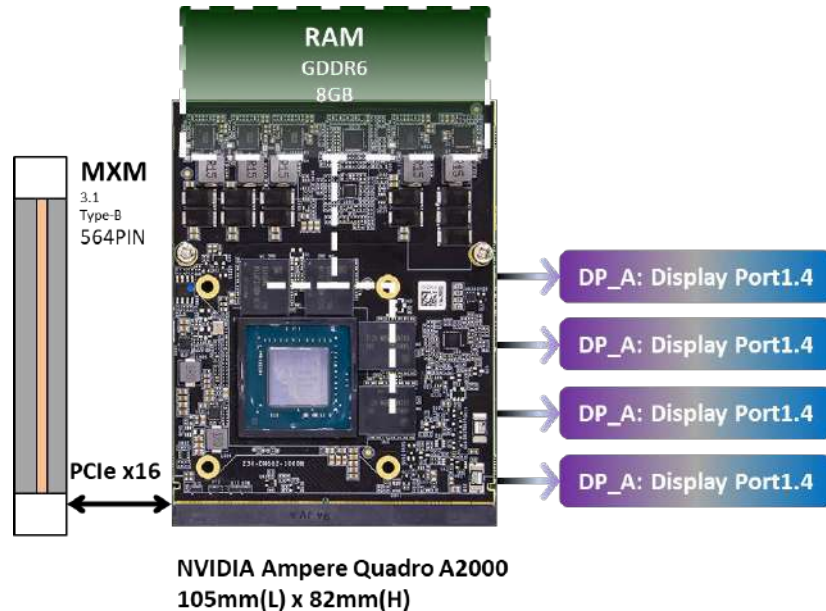 RAM
GDDR6
8GB
MXM
3.1
Type-B
564PIN
DP_A: Display Port1.4
DP_A: Display Port1.4
DP_A: Display Port1.4
DP_A: Display Port1.4
PCIe x16
NVIDIA Ampere Quadro A2000
105mm(L) x 82mm(H)